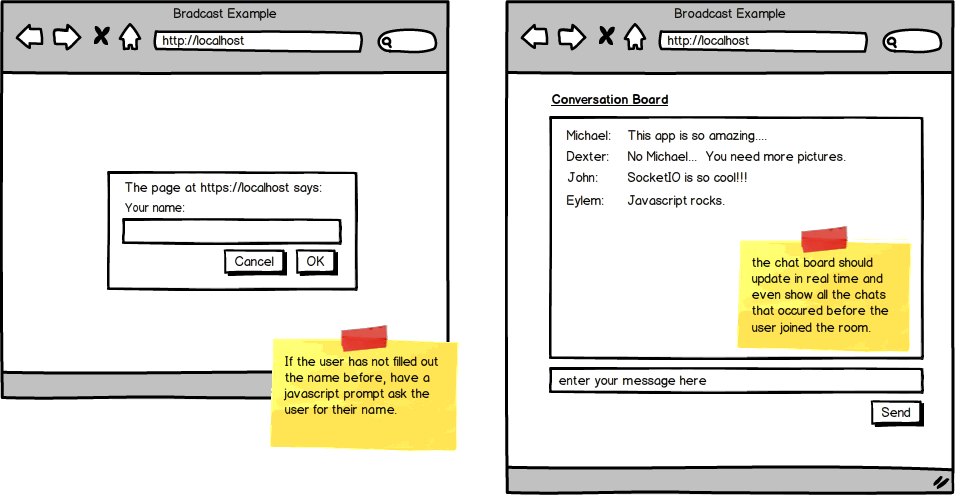 Bradcast Example
http://localhost
The page at https://localhost says:
Your name:
Cancel OK
If the user has not filled out
the name before, have a
javascript prompt ask the
user for their name.
Broadcast Example
http://localhost
Conversation Board
Michael: This app is so amazing....
Dexter: No Michael... You need more pictures.
John: SocketIO is so cool!!!
Eylem: Javascript rocks.
the chat board should
update in real time and
even show all the chats
that occured before the
user joined the room.
enter your message here
Send